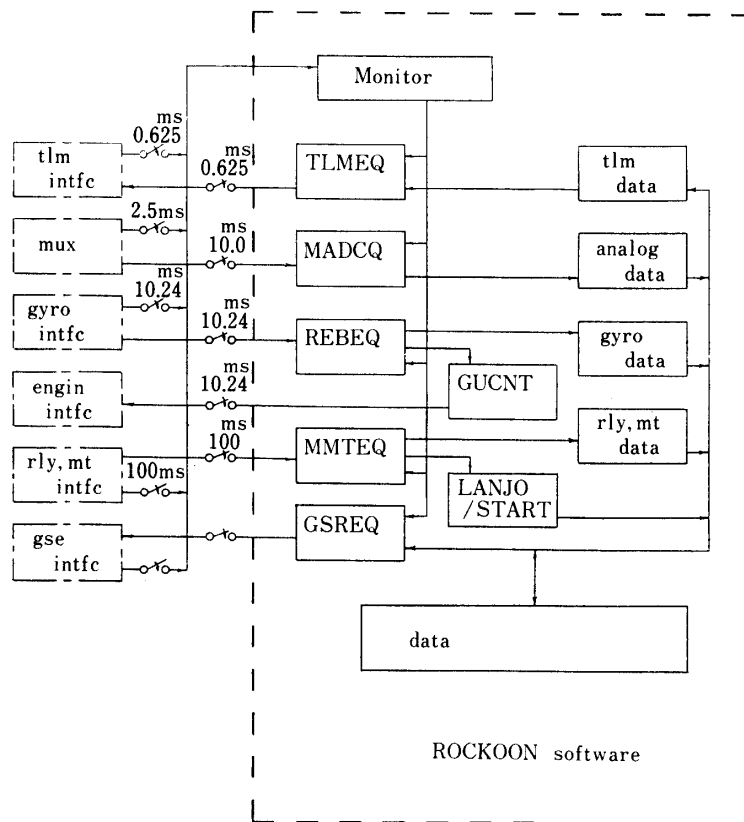 Monitor
ms
0.625
tlm
intfc
ms
0.625
TLMEQ
tlm
data
2.5ms
mux
10.0
MADCQ
analog
data
ms
10.24
gyro
intfc
ms
10.24
REBEQ
gyro
data
engin
intfc
10.24
GUCNT
ms
100
rly,mt
intfc
100ms
MMTEQ
rly,mt
data
LANJO
/START
gse
intfc
GSREQ
data
ROCKOON software